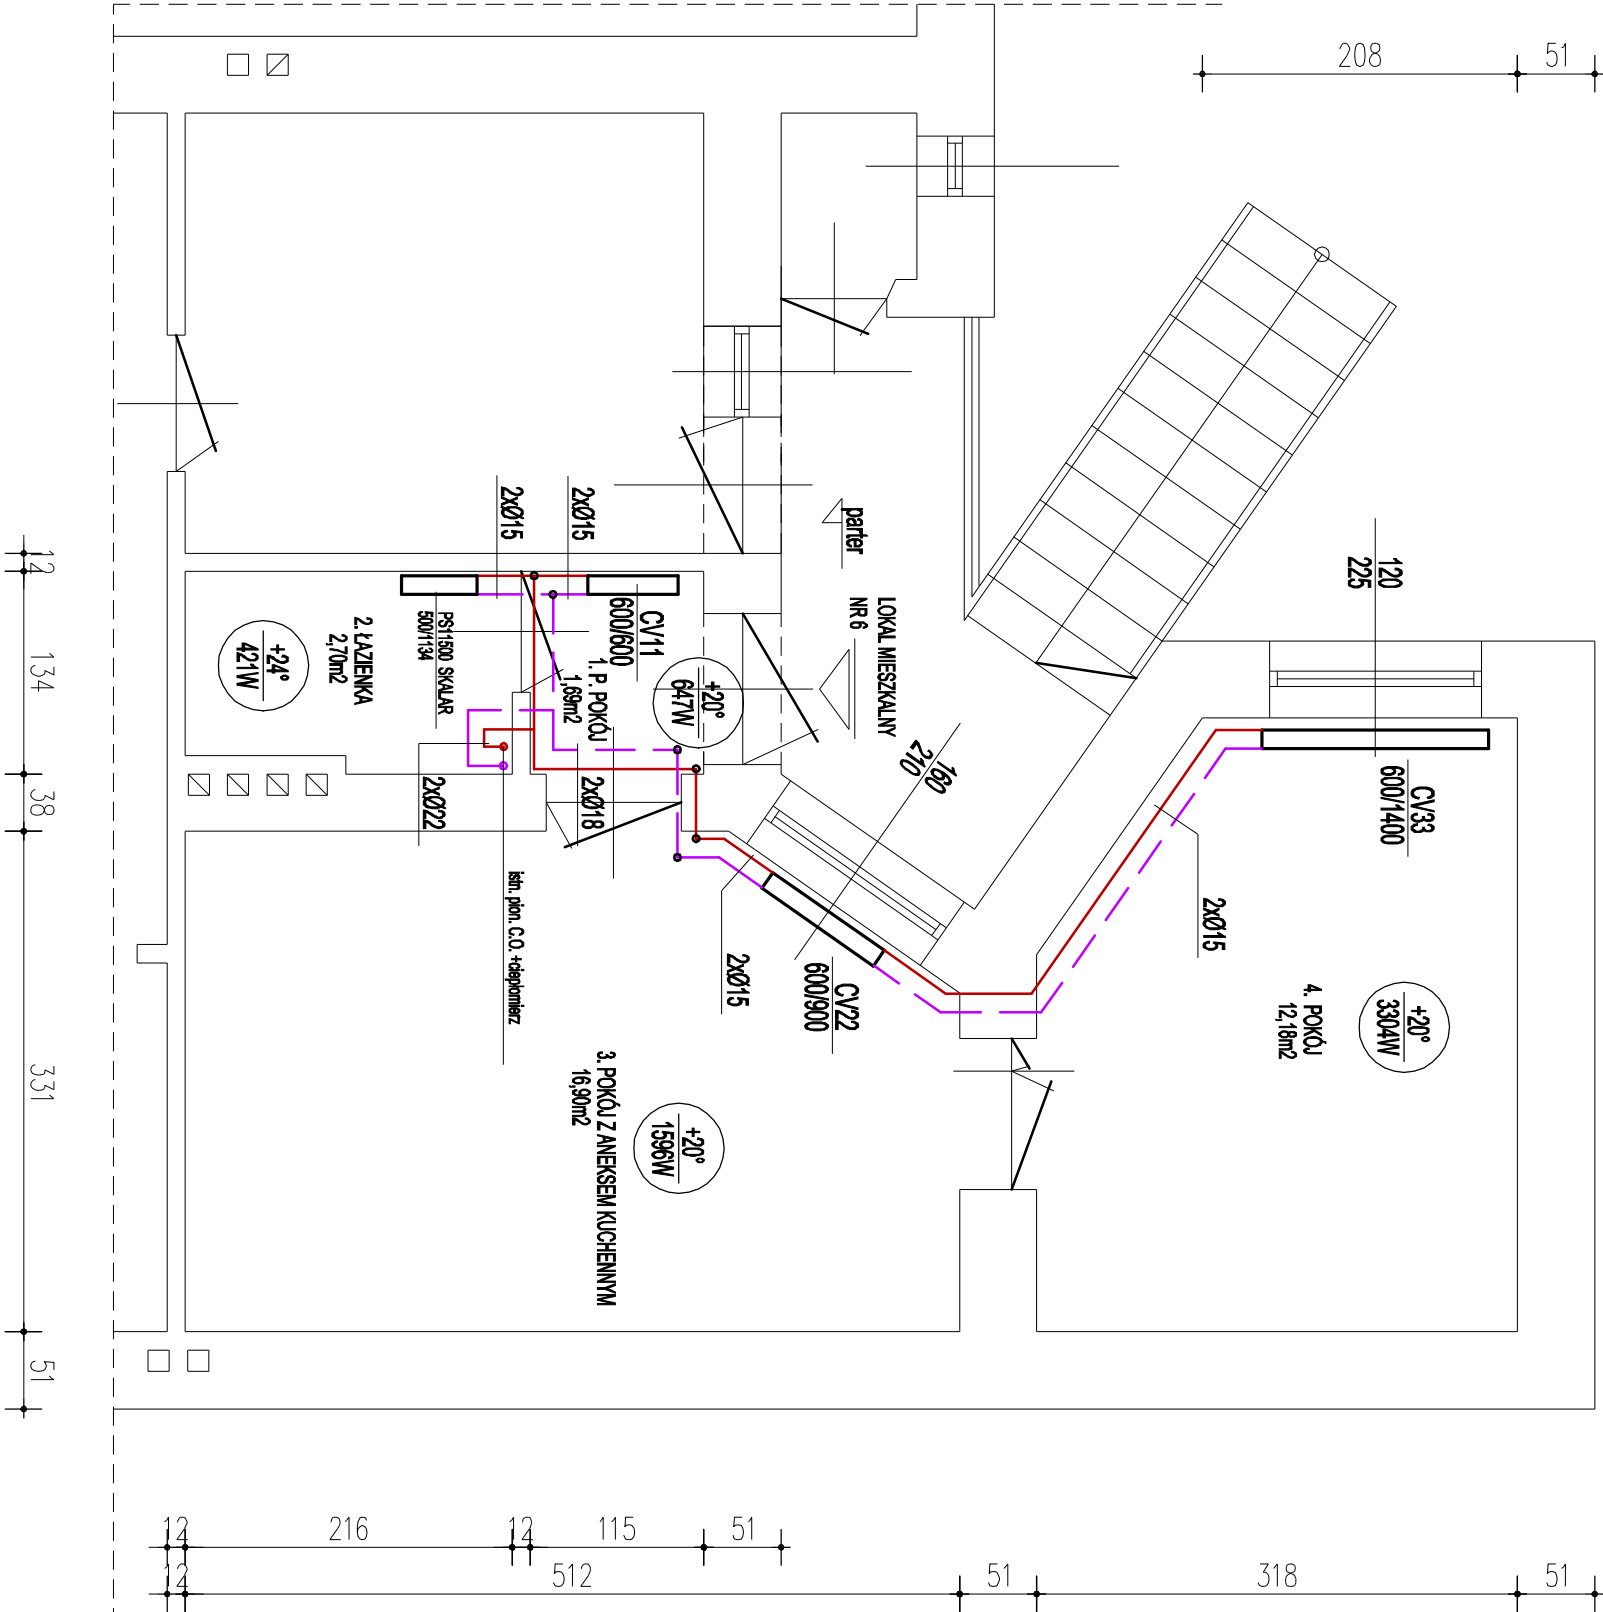 208
51
120
225
parter
LOKAL MIESZKALNY
NR 6
2xØ15
2xØ15
CV11
600/600
PS11500 SKALAR
500/1134
2. ŁAZIENKA
2,70m2
+24°
421W
1. P. POKÓJ
1,69m2
+20°
647W
160
210
CV33
600/1400
2xØ22
2xØ18
istn. pion. C.O. +ciepłomierz
2xØ15
CV22
600/900
2xØ15
4. POKÓJ
12,18m2
+20°
3304W
3. POKÓJ Z ANEKSEM KUCHENNYM
16,90m2
+20°
1596W
12
134
38
331
51
12
216
12
115
51
12
512
51
318
51